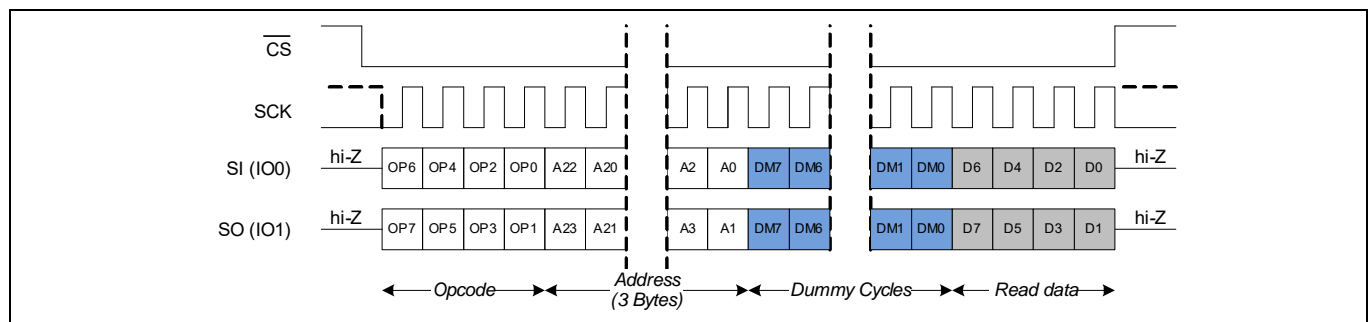 CS
SCK
SI (IO0) hi-Z OP6 OP4 OP2 OP0 A22 A20 A2 A0 DM7 DM6 DM1 DM0 D6 D4 D2 D0 hi-Z
SO (IO1) hi-Z OP7 OP5 OP3 OP1 A23 A21 A3 A1 DM7 DM6 DM1 DM0 D7 D5 D3 D1 hi-Z
Opcode Address Dummy Cycles Read data
(3 Bytes)